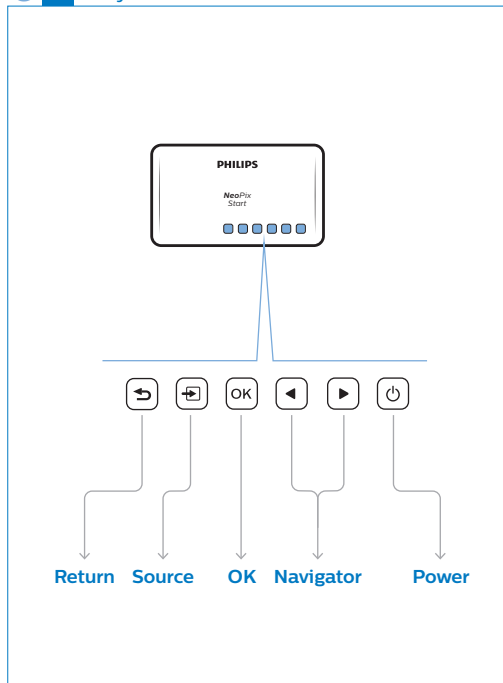 PHILIPS
NeoPix
Start
OK
Return Source OK Navigator Power